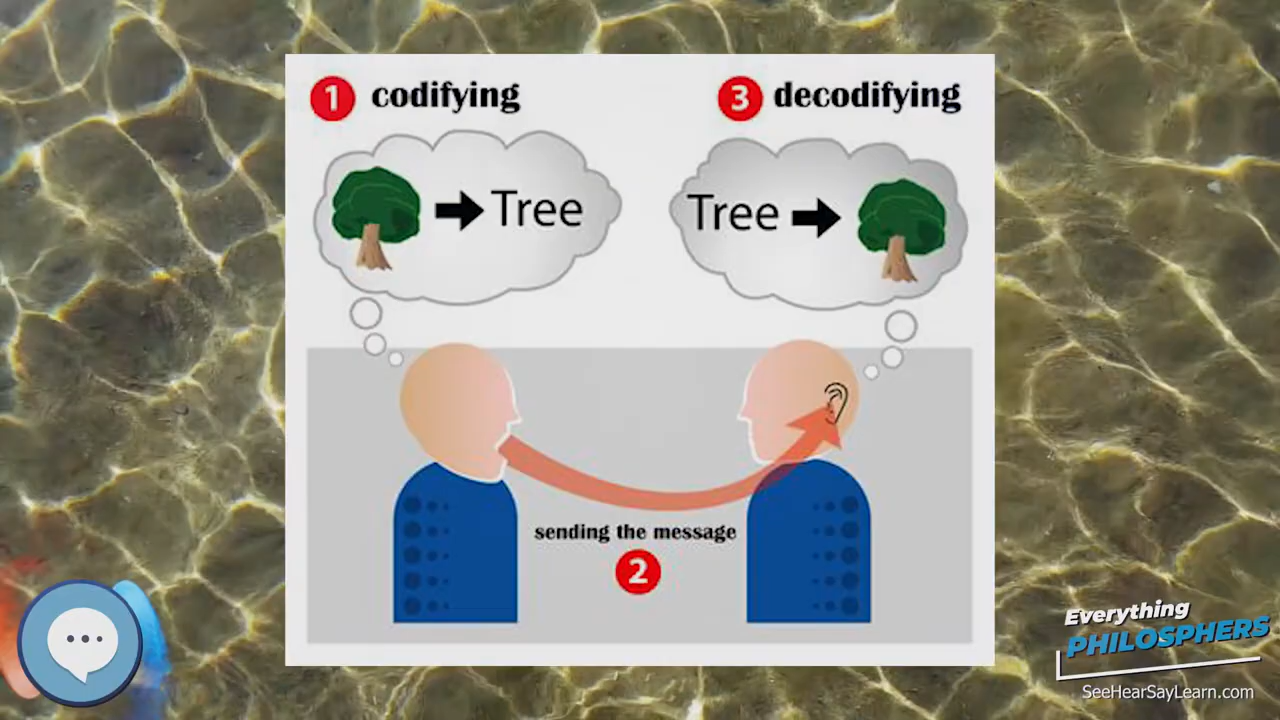 1 codifying
3 decodifying
Tree
Tree
sending the message
2
Everything
PHILOSPHERS
SeeHearSayLearn.com